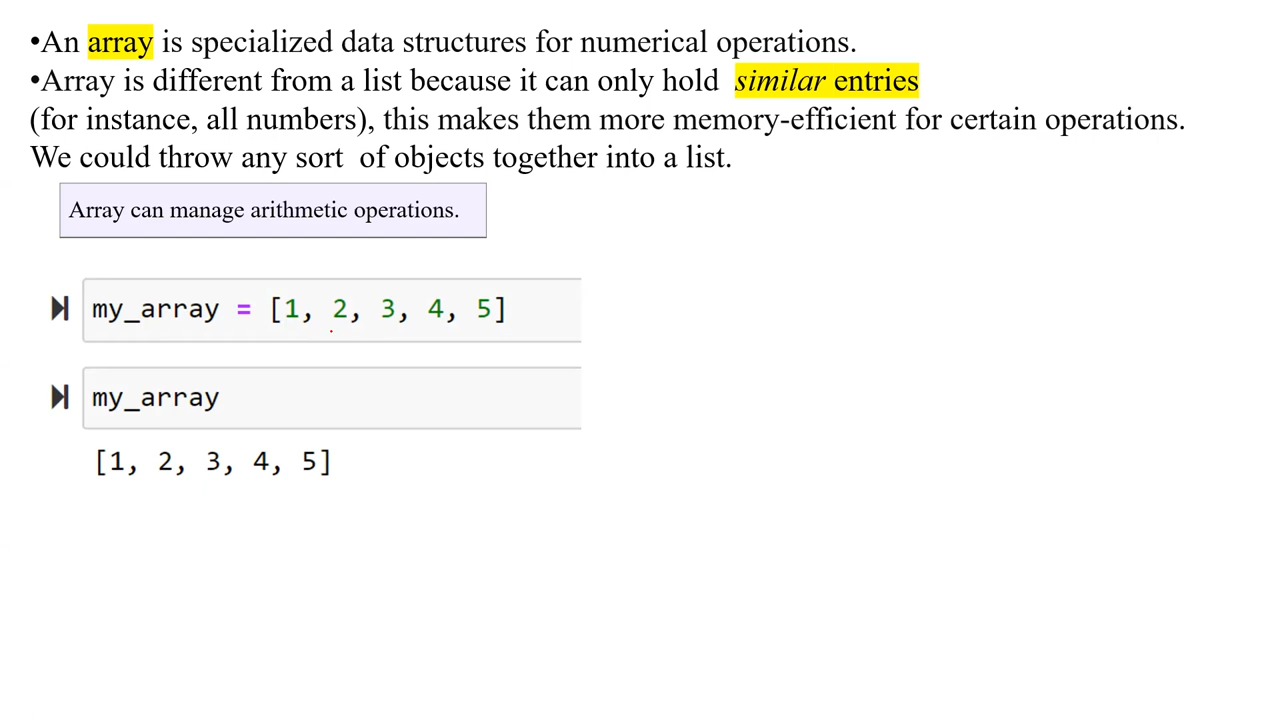 •An array is specialized data structures for numerical operations.
•Array is different from a list because it can only hold similar entries
(for instance, all numbers), this makes them more memory-efficient for certain operations.
We could throw any sort of objects together into a list.
Array can manage arithmetic operations.
my_array = [1, 2, 3, 4, 5]
my_array
[1, 2, 3, 4, 5]